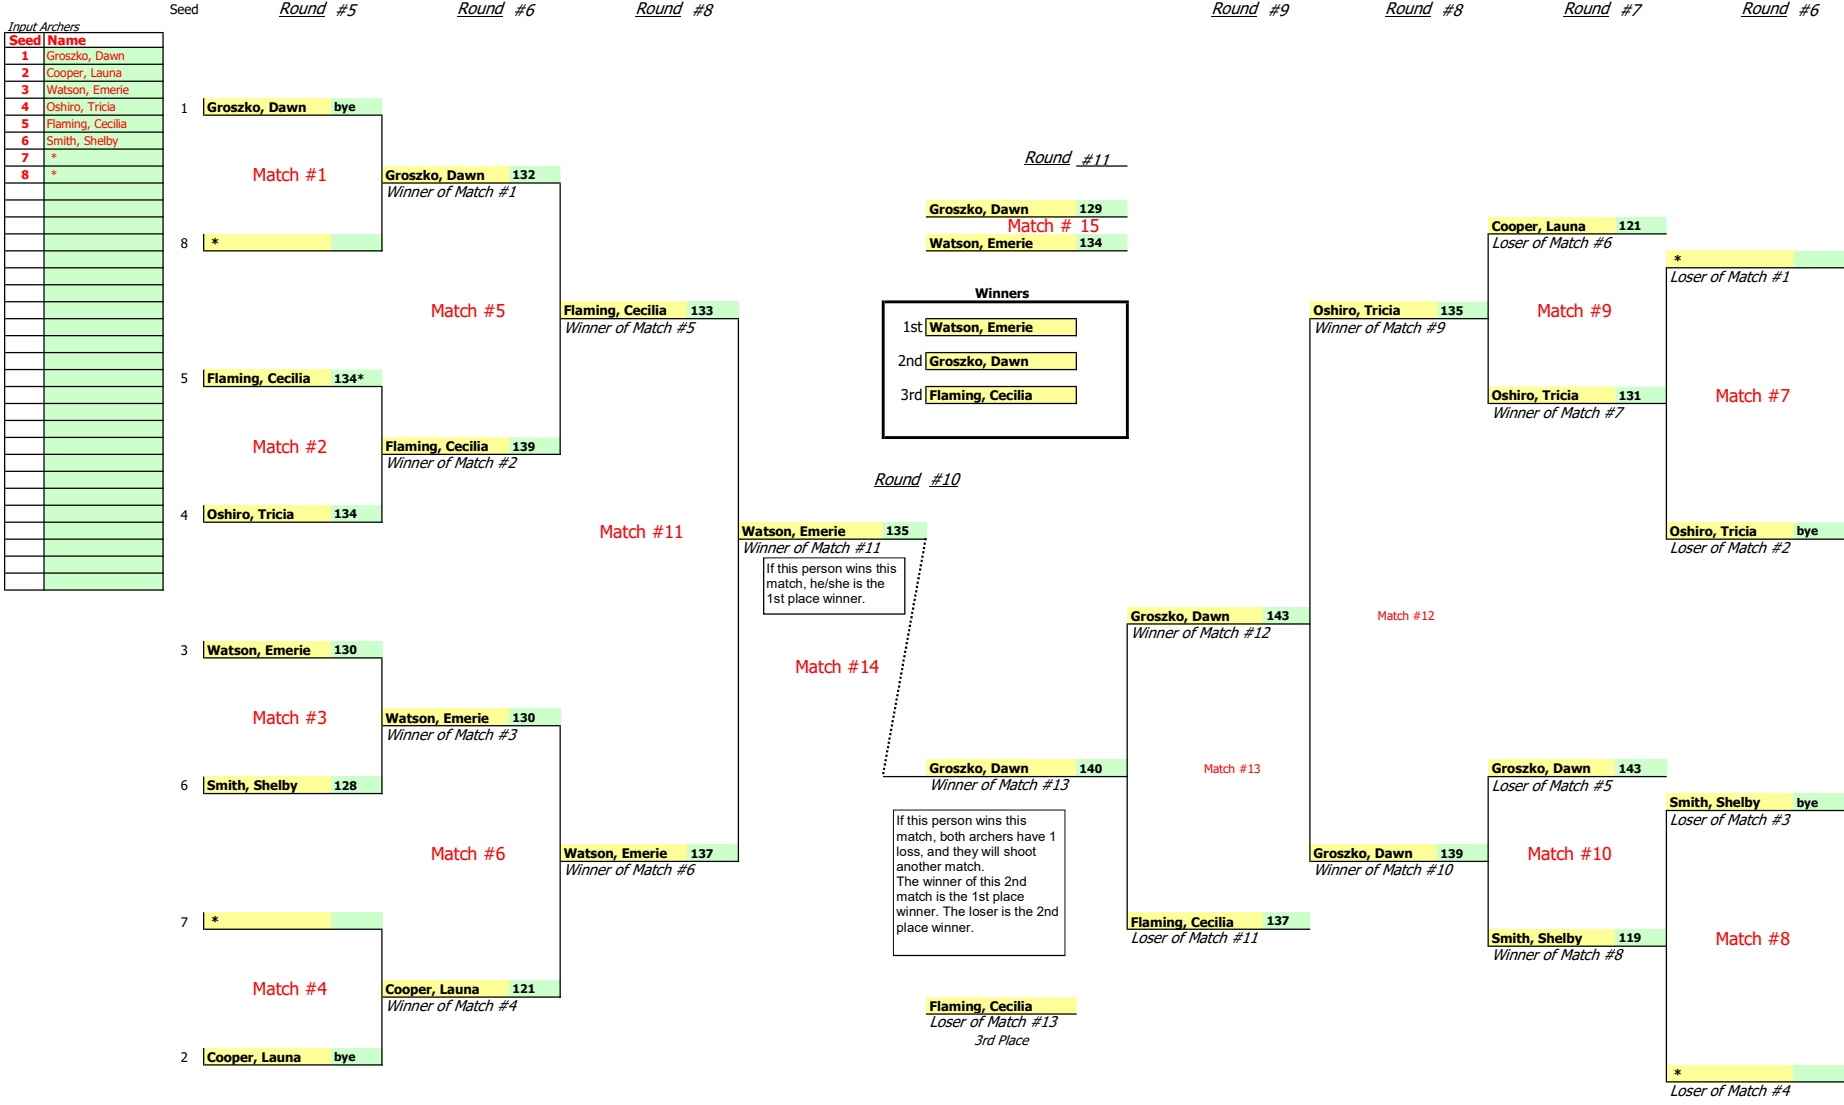 Seed Round #5 Round #6 Round #8 Round #9 Round #8 Round #7 Round #6
Input Archers
Seed Name
1 Groszko, Dawn
2 Cooper, Launa
3 Watson, Emerie
4 Oshiro, Tricia
5 Flaming, Cecilia
6 Smith, Shelby
7 *
8 *
1 Groszko, Dawn bye
Match #1
8 *
5 Flaming, Cecilia 134*
Match #2
4 Oshiro, Tricia 134
3 Watson, Emerie 130
Match #3
6 Smith, Shelby 128
7 *
Match #4
2 Cooper, Launa bye
Groszko, Dawn 132
Winner of Match #1
Match #5
Flaming, Cecilia 139
Winner of Match #2
Watson, Emerie 130
Winner of Match #3
Match #6
Cooper, Launa 121
Winner of Match #4
Flaming, Cecilia 133
Winner of Match #5
Match #11
Watson, Emerie 137
Winner of Match #6
Round #11
Groszko, Dawn 129
Match # 15
Watson, Emerie 134
Winners
1st Watson, Emerie
2nd Groszko, Dawn
3rd Flaming, Cecilia
Round #10
Watson, Emerie 135
Winner of Match #11
If this person wins this
match, he/she is the
1st place winner.
Match #14
Groszko, Dawn 140
Winner of Match #13
If this person wins this
match, both archers have 1
loss, and they will shoot
another match.
The winner of this 2nd
match is the 1st place
winner. The loser is the 2nd
place winner.
Flaming, Cecilia
Loser of Match #13
3rd Place
Groszko, Dawn 143
Winner of Match #12
Match #13
Flaming, Cecilia 137
Loser of Match #11
Oshiro, Tricia 135
Winner of Match #9
Match #12
Groszko, Dawn 139
Winner of Match #10
Cooper, Launa 121
Loser of Match #6
Match #9
Oshiro, Tricia 131
Winner of Match #7
Groszko, Dawn 143
Loser of Match #5
Match #10
Smith, Shelby 119
Winner of Match #8
*
Loser of Match #1
Match #7
Oshiro, Tricia bye
Loser of Match #2
Smith, Shelby bye
Loser of Match #3
Match #8
*
Loser of Match #4